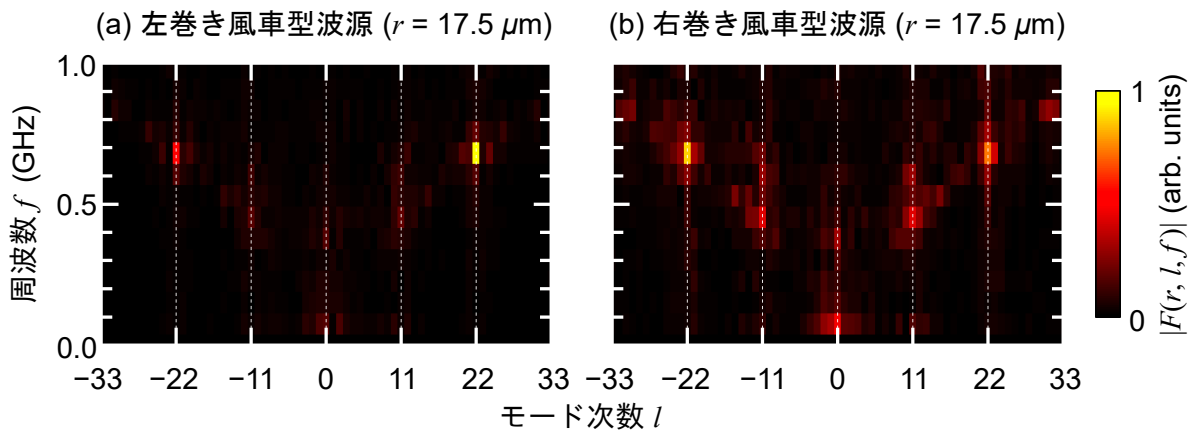 (a) 左巻き風車型波源 (r = 17.5 μm)
(b) 右巻き風車型波源 (r = 17.5 μm)
周波数 f (GHz)
1.0
0.5
0.0
−33 −22 −11 0 11 22 33
−33 −22 −11 0 11 22 33
モード次数 l
1
0
|F(r, l, f)| (arb. units)